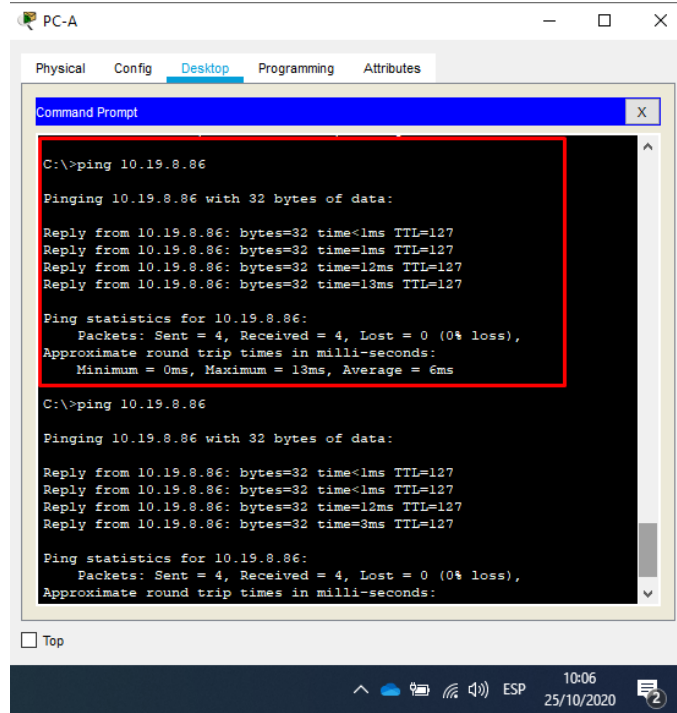 PC-A
Physical Config Desktop Programming Attributes
Command Prompt
X
C:\>ping 10.19.8.86
Pinging 10.19.8.86 with 32 bytes of data:
Reply from 10.19.8.86: bytes=32 time<1ms TTL=127
Reply from 10.19.8.86: bytes=32 time=1ms TTL=127
Reply from 10.19.8.86: bytes=32 time=12ms TTL=127
Reply from 10.19.8.86: bytes=32 time=13ms TTL=127
Ping statistics for 10.19.8.86:
Packets: Sent = 4, Received = 4, Lost = 0 (0% loss),
Approximate round trip times in milli-seconds:
Minimum = 0ms, Maximum = 13ms, Average = 6ms
C:\>ping 10.19.8.86
Pinging 10.19.8.86 with 32 bytes of data:
Reply from 10.19.8.86: bytes=32 time<1ms TTL=127
Reply from 10.19.8.86: bytes=32 time<1ms TTL=127
Reply from 10.19.8.86: bytes=32 time=12ms TTL=127
Reply from 10.19.8.86: bytes=32 time=3ms TTL=127
Ping statistics for 10.19.8.86:
Packets: Sent = 4, Received = 4, Lost = 0 (0% loss),
Approximate round trip times in milli-seconds:
Top
ESP
10:06
25/10/2020
2